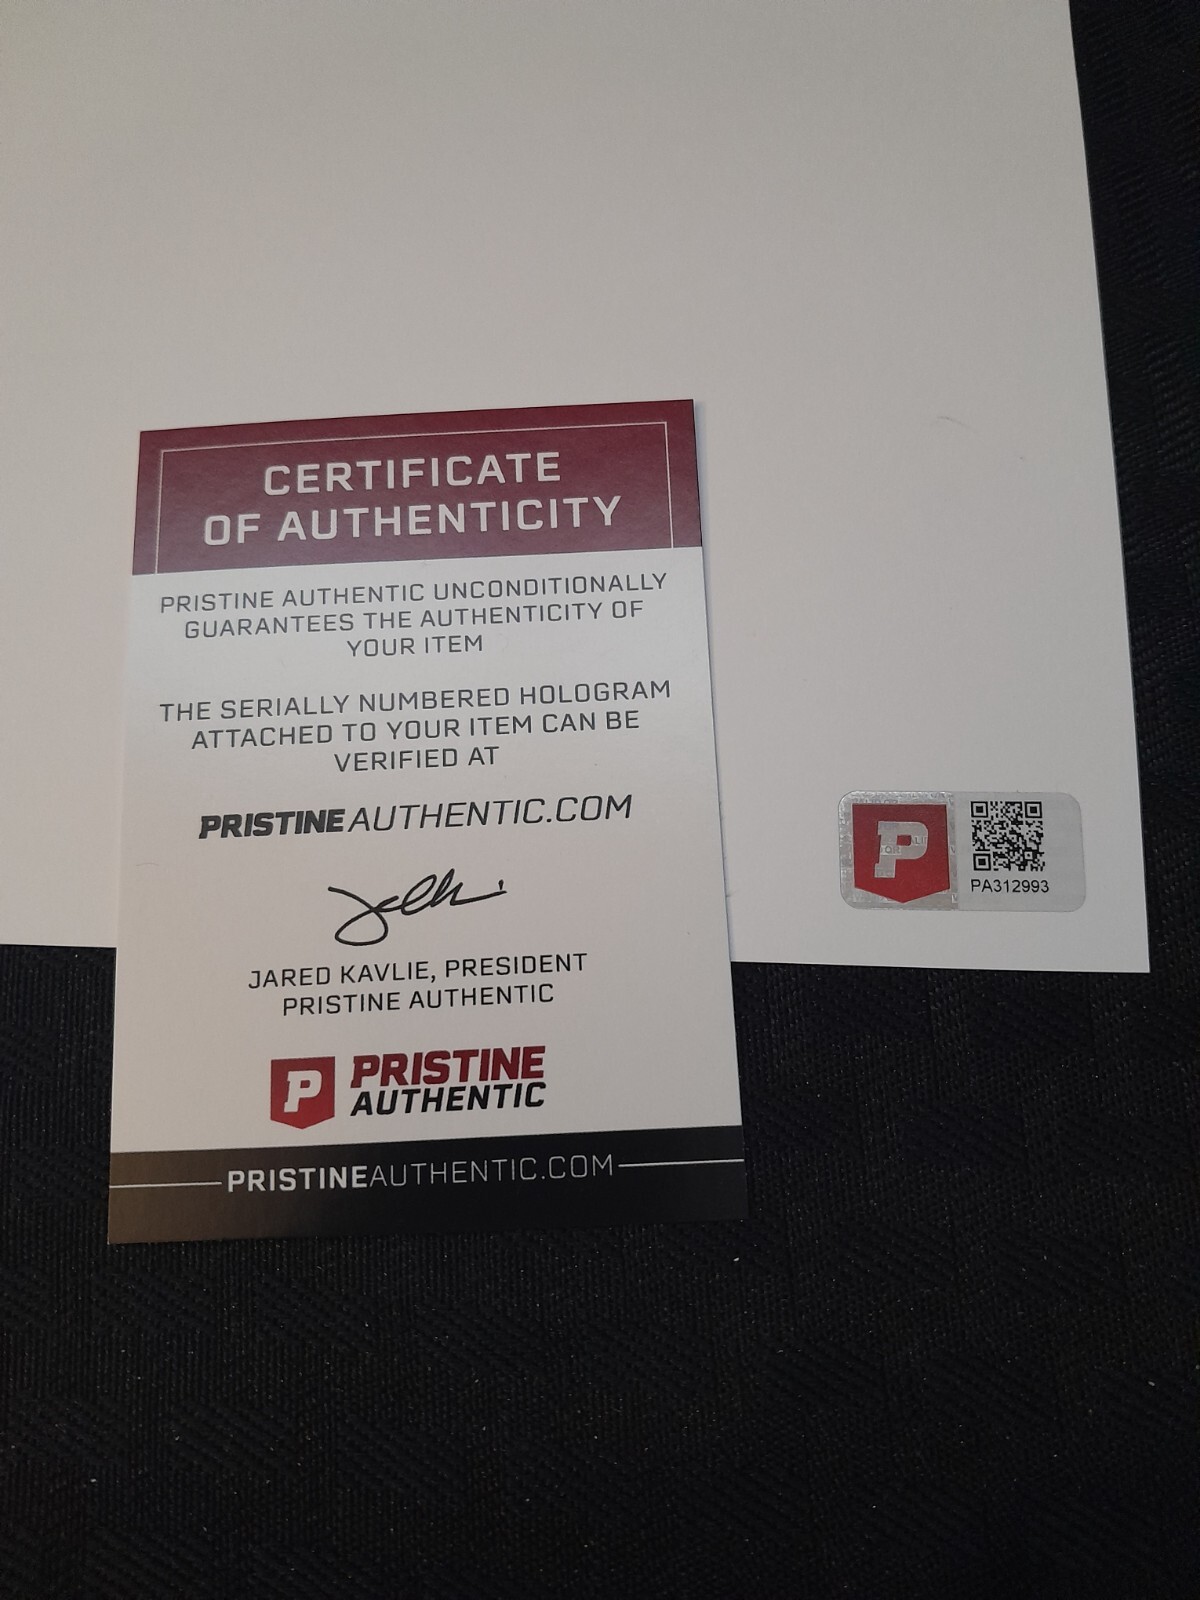 CERTIFICATE
OF AUTHENTICITY
PRISTINE AUTHENTIC UNCONDITIONALLY
GUARANTEES THE AUTHENTICITY OF
YOUR ITEM
THE SERIALLY NUMBERED HOLOGRAM
ATTACHED TO YOUR ITEM CAN BE
VERIFIED AT
PRISTINEAUTHENTIC.COM
JARED KAVLIE, PRESIDENT
PRISTINE AUTHENTIC
P PRISTINE
AUTHENTIC
PRISTINEAUTHENTIC.COM
P
PA312993